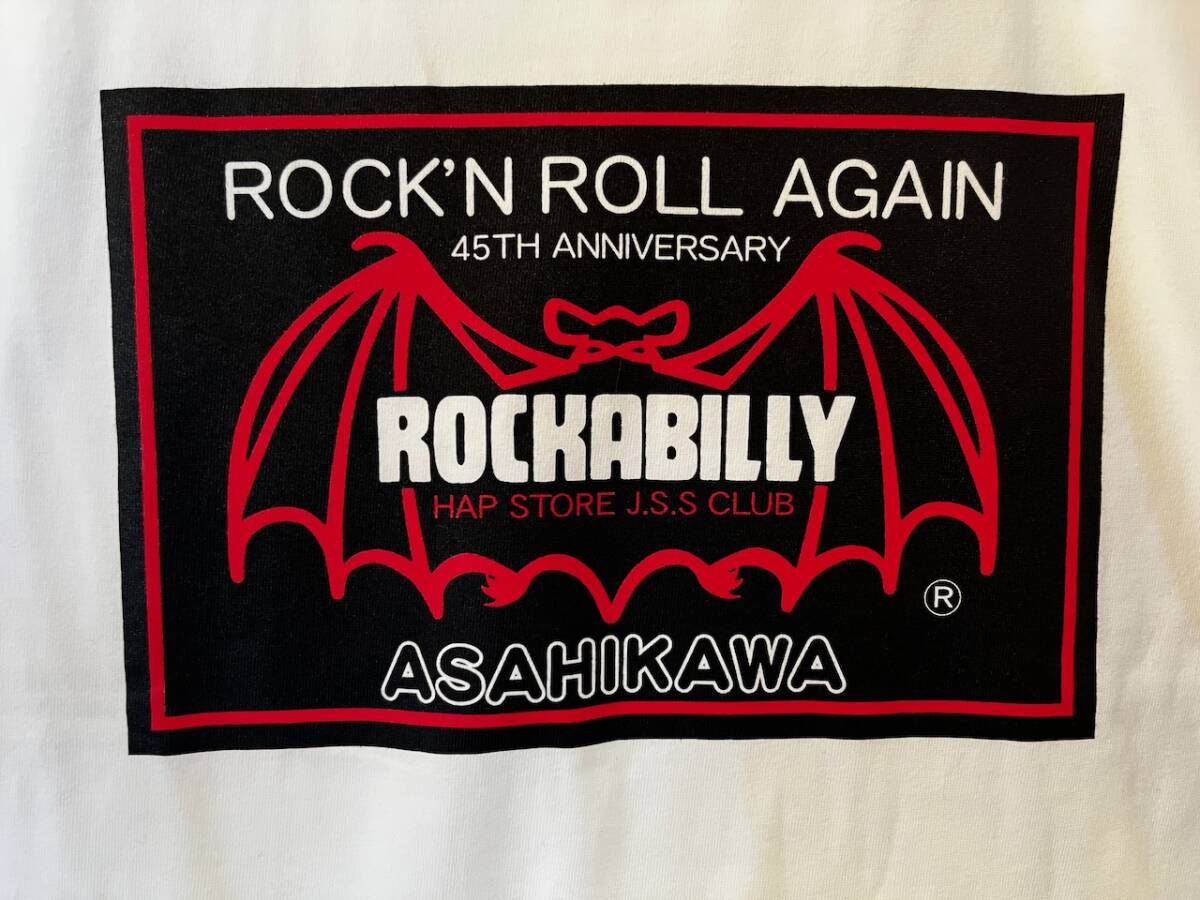 ROCK'N ROLL AGAIN
45TH ANNIVERSARY
ROCKABILLY
HAP STORE J.S.S CLUB
®
ASAHIKAWA